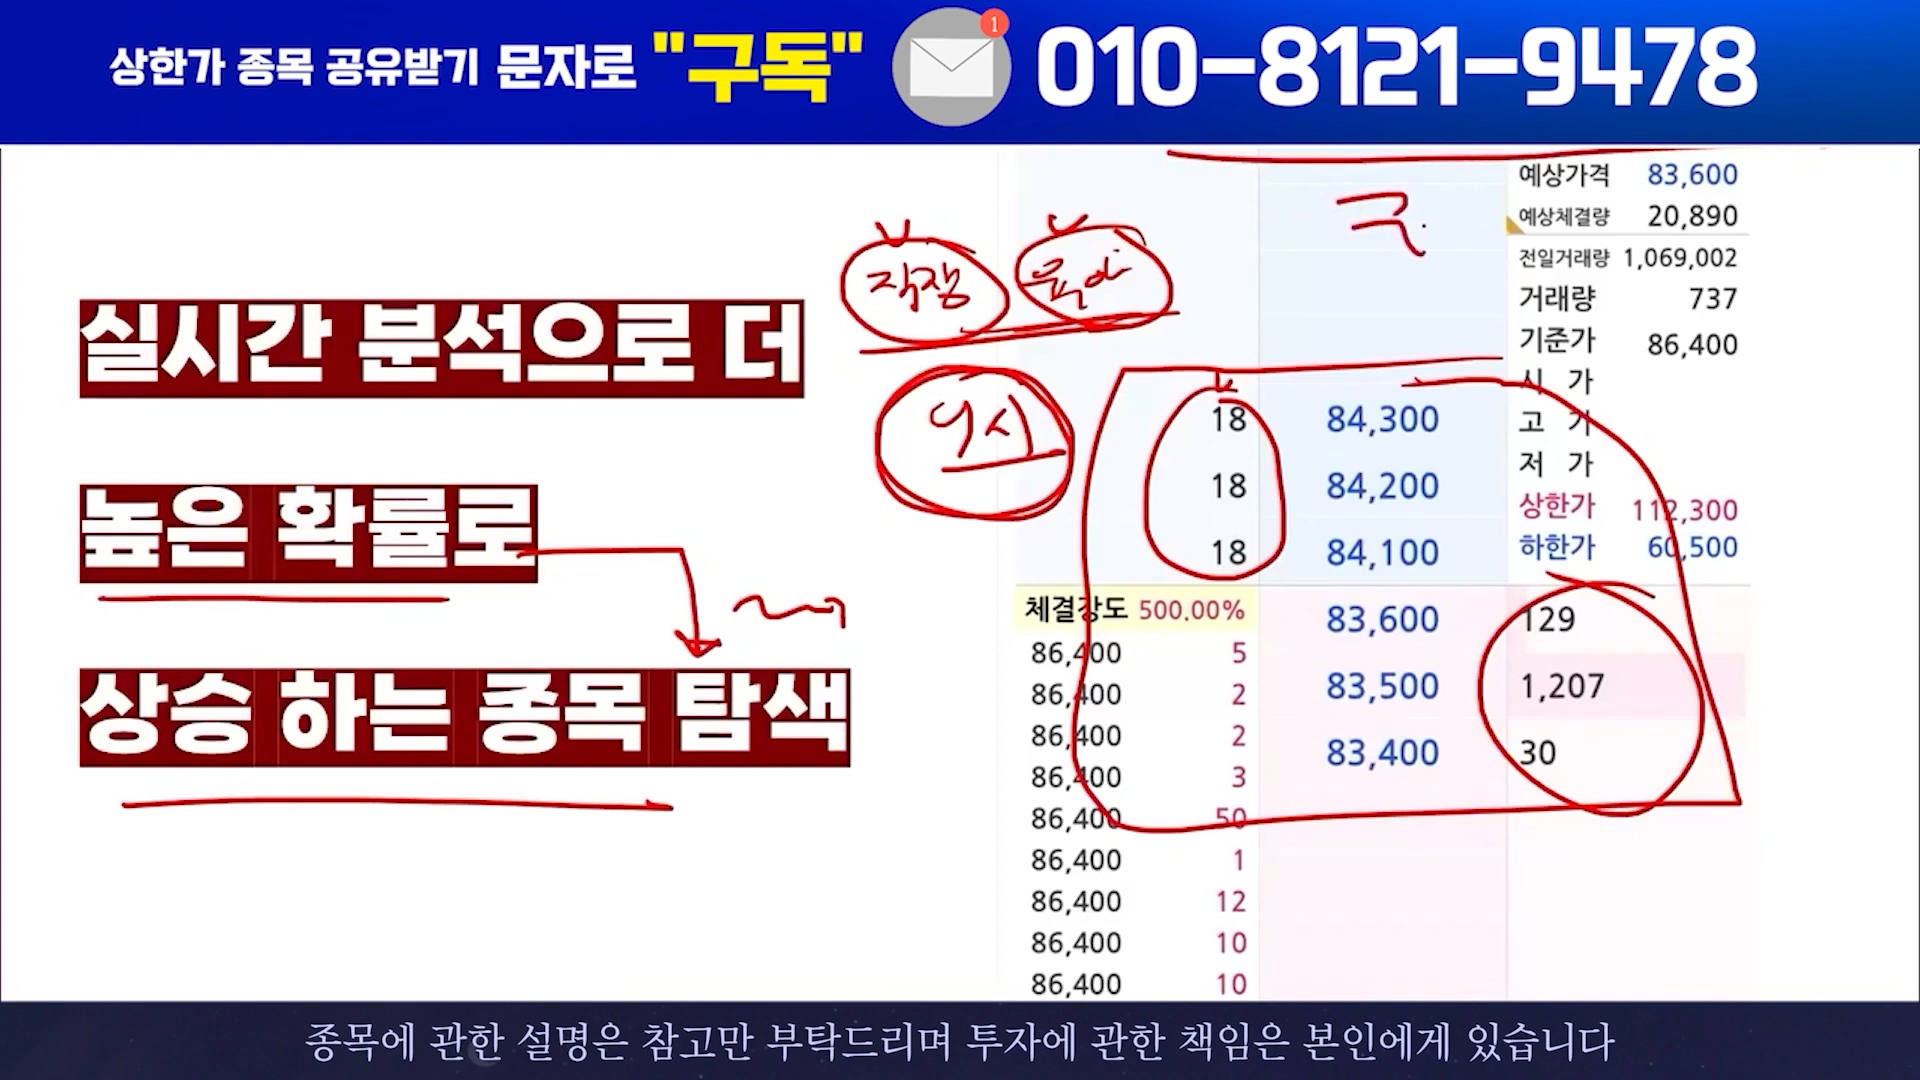 상한가 종목 공유받기 문자로 "구독" 1 010-8121-9478
실시간 분석으로 더
높은 확률로
상승 하는 종목 탐색
직장 육아
9시
예상가격 83,600
예상체결량 20,890
전일거래량 1,069,002
거래량 737
기준가 86,400
시 가
고 가
저 가
상한가 112,300
하한가 60,500
18 84,300
18 84,200
18 84,100
체결강도 500.00%
83,600 129
83,500 1,207
83,400 30
86,400 5
86,400 2
86,400 2
86,400 3
86,400 50
86,400 1
86,400 12
86,400 10
86,400 10
종목에 관한 설명은 참고만 부탁드리며 투자에 관한 책임은 본인에게 있습니다